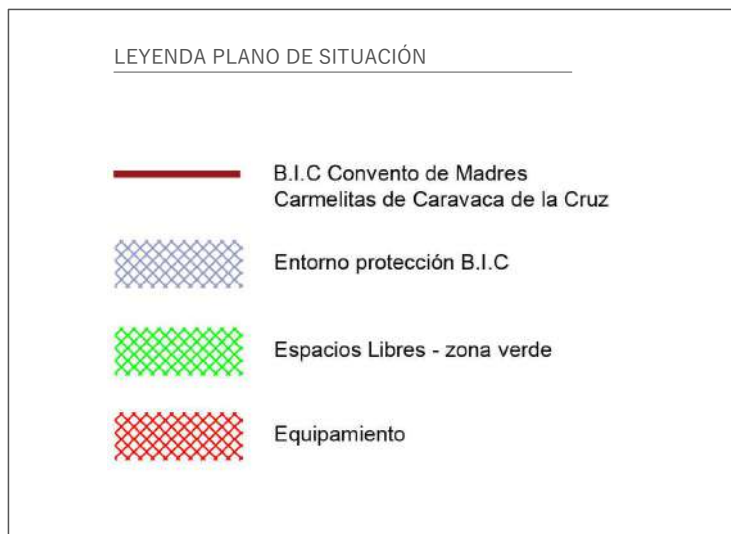 LEYENDA PLANO DE SITUACIÓN
B.I.C Convento de Madres
Carmelitas de Caravaca de la Cruz
Entorno protección B.I.C
Espacios Libres - zona verde
Equipamiento